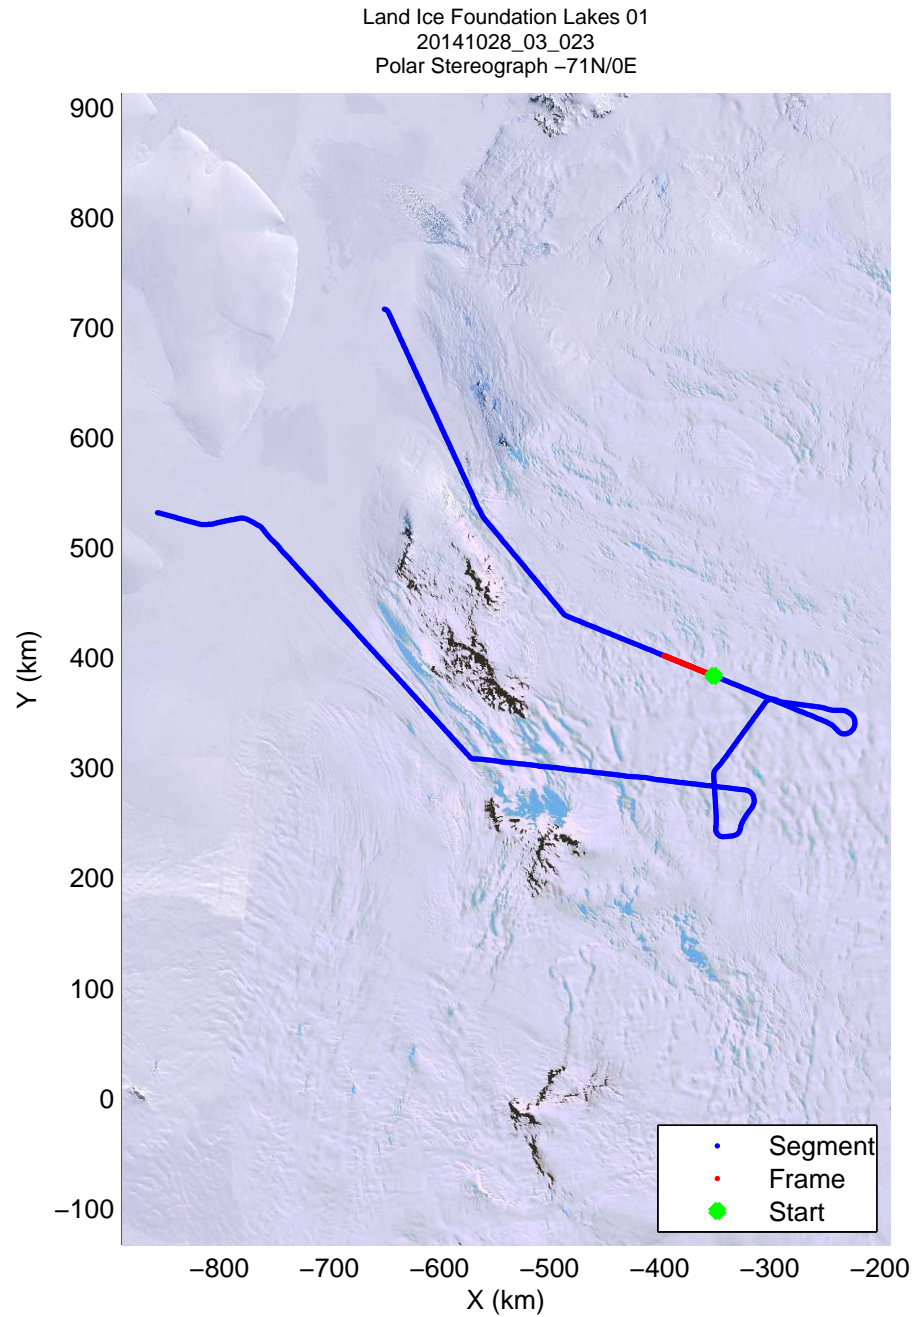 Land Ice Foundation Lakes 01
20141028_03_023
Polar Stereograph −71N/0E
900
800
700
600
500
400
300
200
100
0
−100
Y (km)
Segment
Frame
Start
−800
−700
−600
−500
−400
−300
−200
X (km)